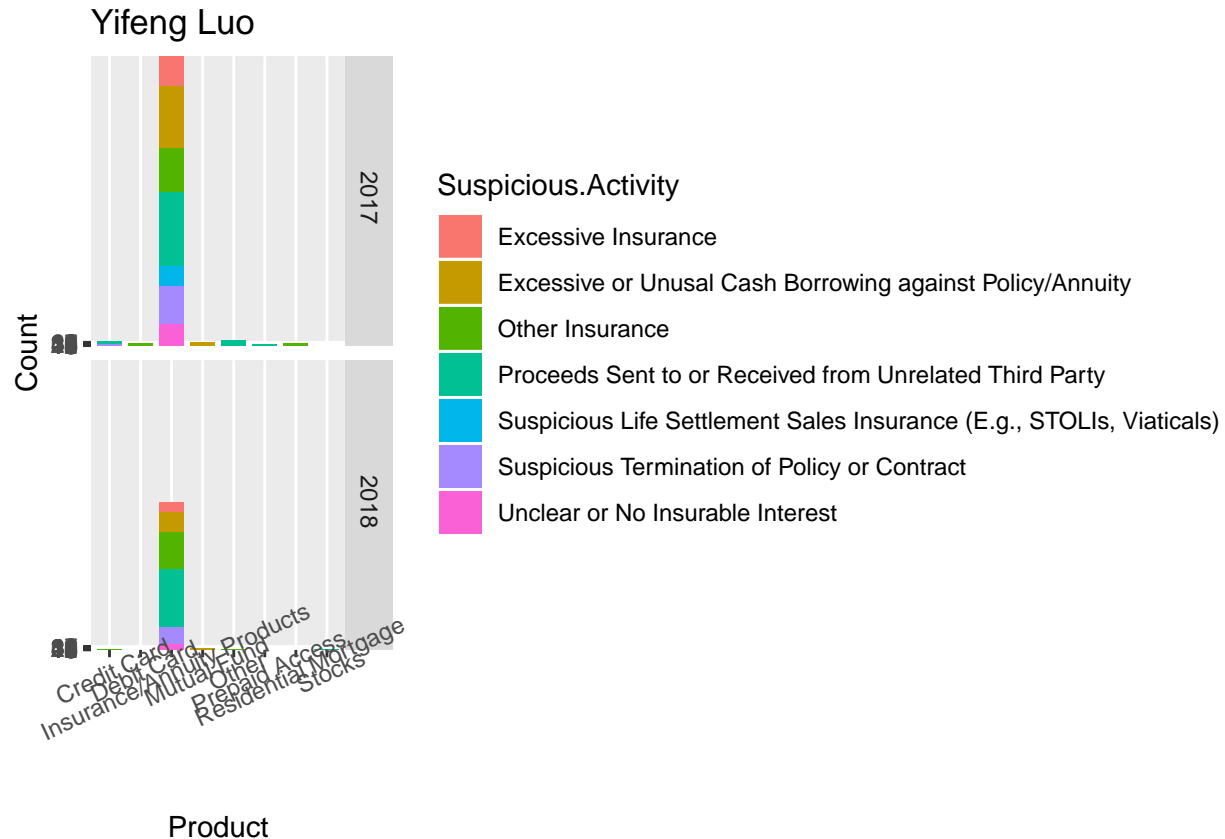 Yifeng Luo
2017
2018
Count
Credit Card
Debit Card
Insurance/Annuity Products
Mutual Fund
Other
Prepaid Access
Residential Mortgage
Stocks
Product
Suspicious.Activity
Excessive Insurance
Excessive or Unusal Cash Borrowing against Policy/Annuity
Other Insurance
Proceeds Sent to or Received from Unrelated Third Party
Suspicious Life Settlement Sales Insurance (E.g., STOLIs, Viaticals)
Suspicious Termination of Policy or Contract
Unclear or No Insurable Interest